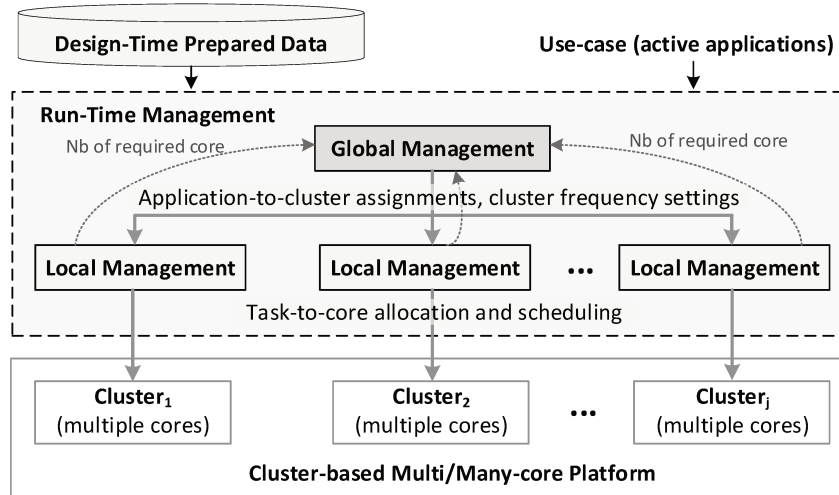 Design-Time Prepared Data
Use-case (active applications)
Run-Time Management
Nb of required core
Nb of required core
Global Management
Application-to-cluster assignments, cluster frequency settings
Local Management
Local Management
...
Local Management
Task-to-core allocation and scheduling
Cluster₁
(multiple cores)
Cluster₂
(multiple cores)
...
Clusterⱼ
(multiple cores)
Cluster-based Multi/Many-core Platform